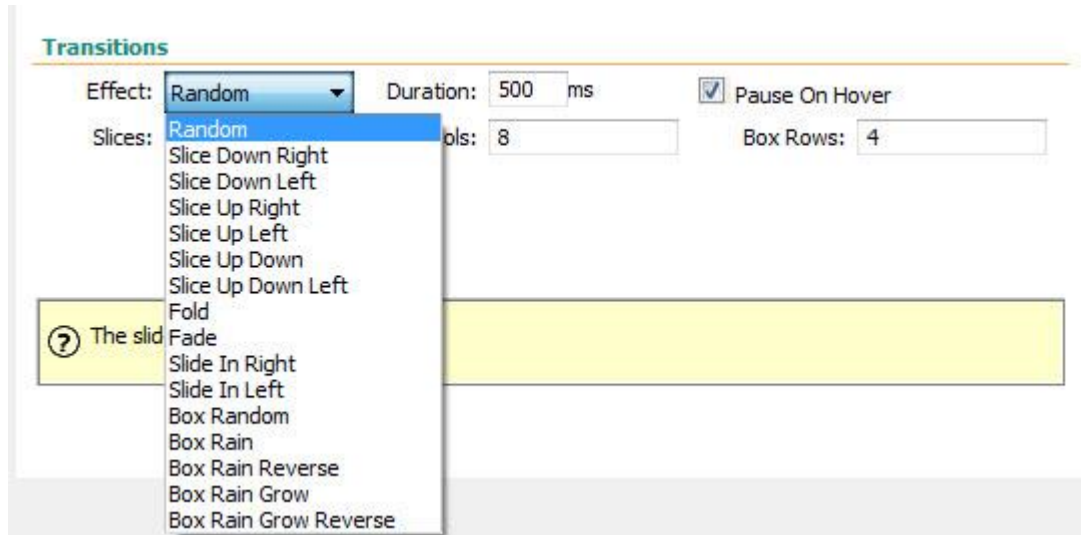 Transitions
Effect: Random Duration: 500 ms Pause On Hover
Slices: ols: 8 Box Rows: 4
Random
Slice Down Right
Slice Down Left
Slice Up Right
Slice Up Left
Slice Up Down
Slice Up Down Left
Fold
Fade
Slide In Right
Slide In Left
Box Random
Box Rain
Box Rain Reverse
Box Rain Grow
Box Rain Grow Reverse
? The slid